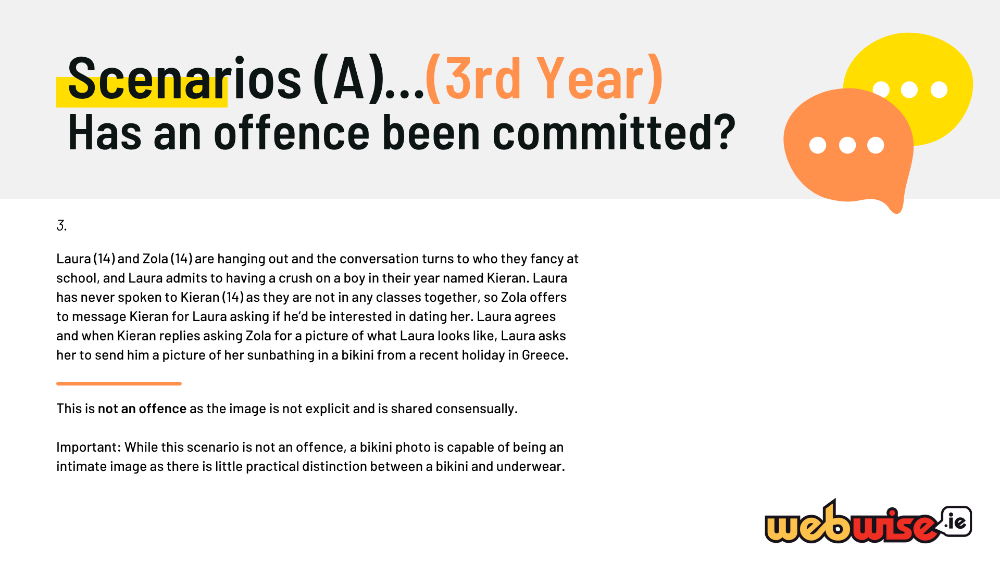 Scenarios (A)...(3rd Year)
Has an offence been committed?
3.
Laura (14) and Zola (14) are hanging out and the conversation turns to who they fancy at
school, and Laura admits to having a crush on a boy in their year named Kieran. Laura
has never spoken to Kieran (14) as they are not in any classes together, so Zola offers
to message Kieran for Laura asking if he’d be interested in dating her. Laura agrees
and when Kieran replies asking Zola for a picture of what Laura looks like, Laura asks
her to send him a picture of her sunbathing in a bikini from a recent holiday in Greece.
This is not an offence as the image is not explicit and is shared consensually.
Important: While this scenario is not an offence, a bikini photo is capable of being an
intimate image as there is little practical distinction between a bikini and underwear.
webwise.ie